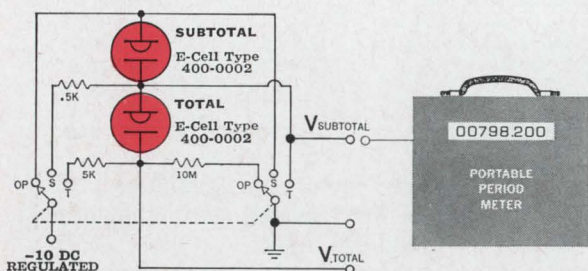 SUBTOTAL
E-Cell Type
400-0002
TOTAL
E-Cell Type
400-0002
.5K
5K
10M
OP
S
T
OP
S
T
-10 DC
REGULATED
VSUBTOTAL
V,TOTAL
00798.200
PORTABLE
PERIOD
METER